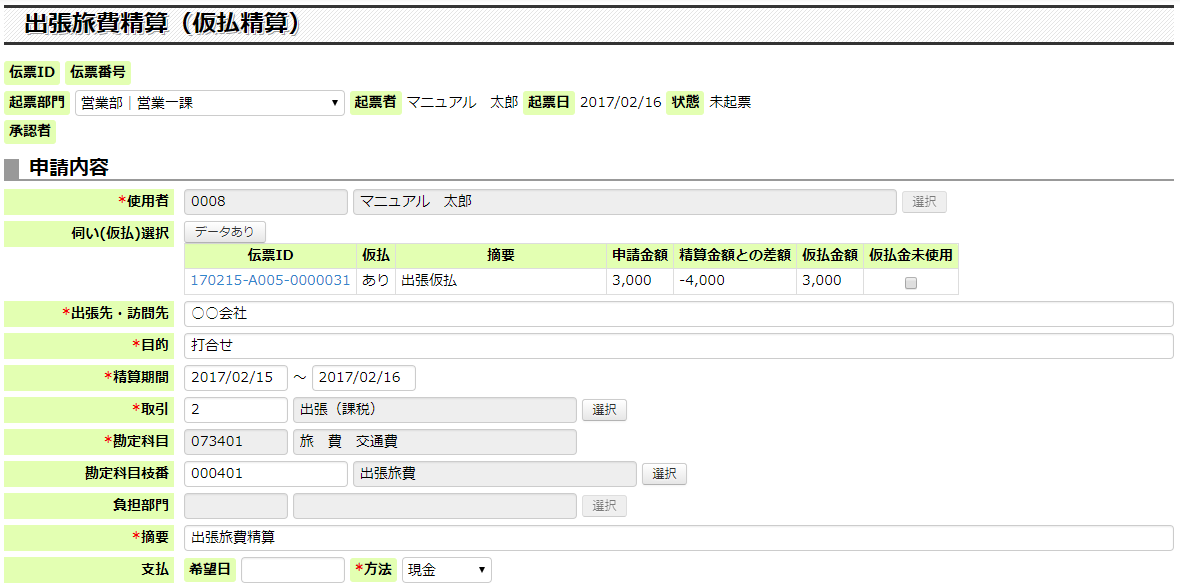 出張旅費精算（仮払精算）
伝票ID 伝票番号
起票部門 営業部｜営業一課 起票者 マニュアル　太郎 起票日 2017/02/16 状態 未起票
承認者
申請内容
*使用者 0008 マニュアル　太郎 選択
伺い(仮払)選択 データあり
伝票ID 仮払 摘要 申請金額 精算金額との差額 仮払金額 仮払金未使用
170215-A005-0000031 あり 出張仮払 3,000 -4,000 3,000
*出張先・訪問先 〇〇会社
*目的 打合せ
*精算期間 2017/02/15 ～ 2017/02/16
*取引 2 出張（課税） 選択
*勘定科目 073401 旅　費　交通費
勘定科目枝番 000401 出張旅費 選択
負担部門 選択
*摘要 出張旅費精算
支払 希望日 *方法 現金